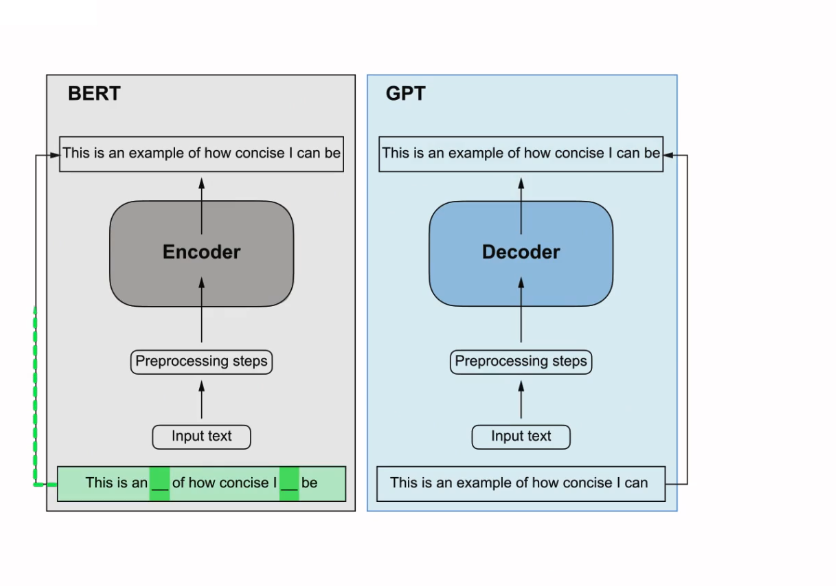 BERT
This is an example of how concise I can be
Encoder
Preprocessing steps
Input text
This is an __ of how concise I __ be
GPT
This is an example of how concise I can be
Decoder
Preprocessing steps
Input text
This is an example of how concise I can